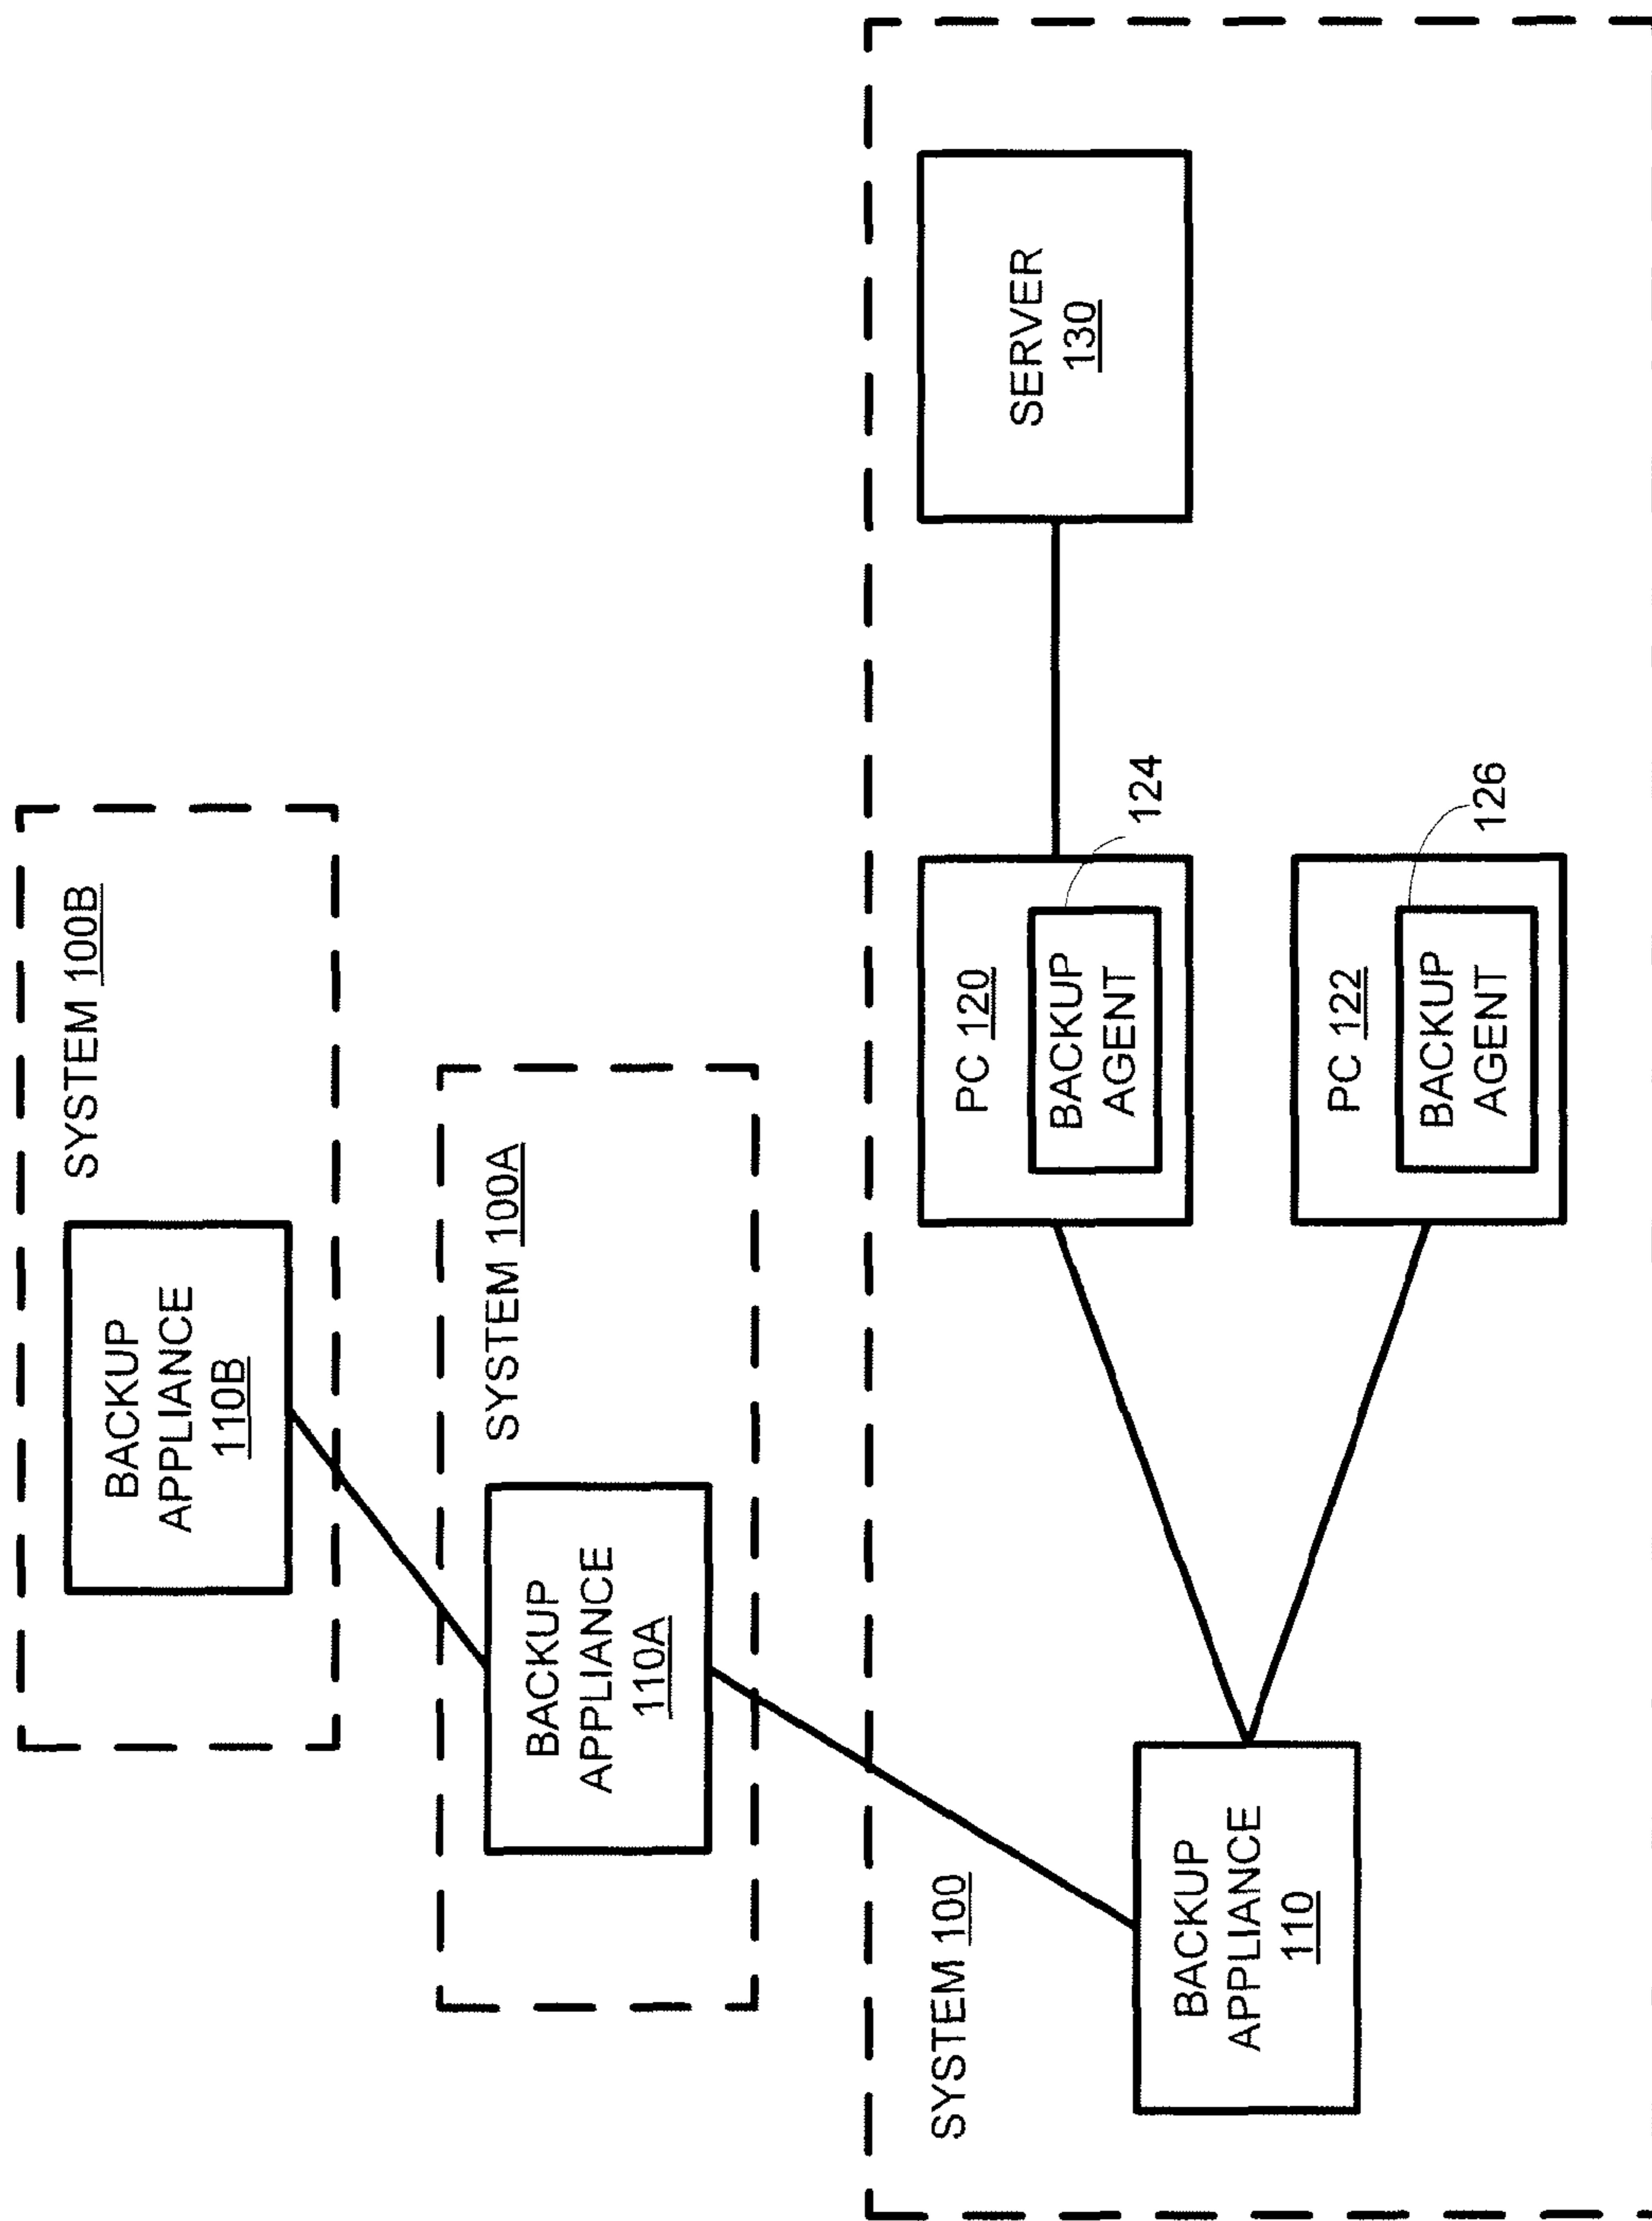 SYSTEM 100B
BACKUP
APPLIANCE
110B
SYSTEM 100A
BACKUP
APPLIANCE
110A
SYSTEM 100
BACKUP
APPLIANCE
110
PC 120
BACKUP
AGENT
124
PC 122
BACKUP
AGENT
126
SERVER
130